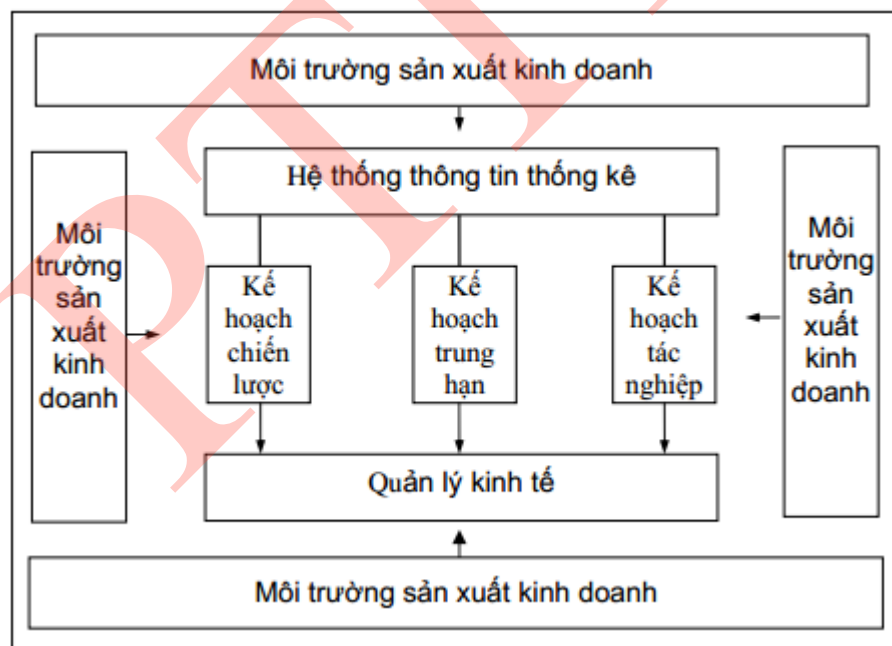 Môi trường sản xuất kinh doanh
Hệ thống thông tin thống kê
Môi
trường
sản
xuất
kinh
doanh
Kế
hoạch
chiến
lược
Kế
hoạch
trung
hạn
Kế
hoạch
tác
nghiệp
Môi
trường
sản
xuất
kinh
doanh
Quản lý kinh tế
Môi trường sản xuất kinh doanh